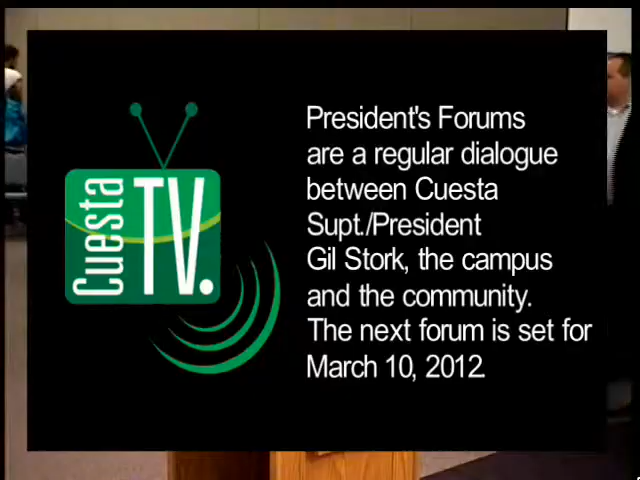 Cuesta
TV.
President's Forums
are a regular dialogue
between Cuesta
Supt./President
Gil Stork, the campus
and the community.
The next forum is set for
March 10, 2012.